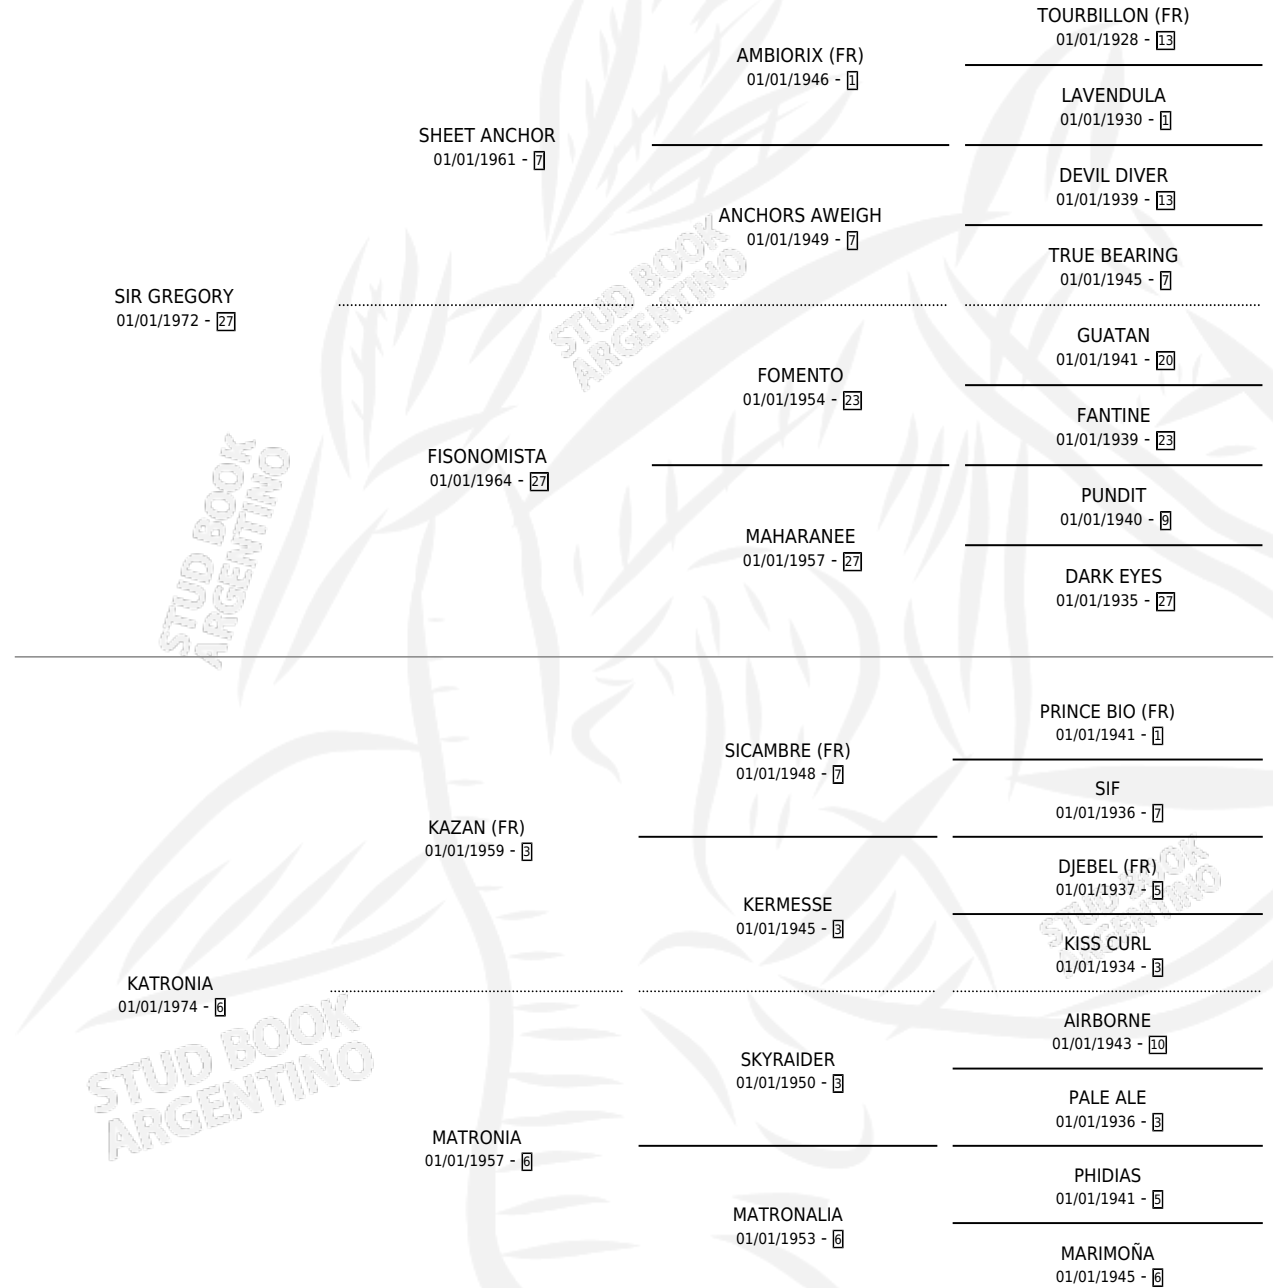 TOURBILLON (FR)
01/01/1928 - 13
AMBIORIX (FR)
01/01/1946 - 1
LAVENDULA
01/01/1930 - 1
SHEET ANCHOR
01/01/1961 - 7
DEVIL DIVER
01/01/1939 - 13
ANCHORS AWEIGH
01/01/1949 - 7
TRUE BEARING
01/01/1945 - 7
SIR GREGORY
01/01/1972 - 27
GUATAN
01/01/1941 - 20
FOMENTO
01/01/1954 - 23
FANTINE
01/01/1939 - 23
FISONOMISTA
01/01/1964 - 27
PUNDIT
01/01/1940 - 9
MAHARANEE
01/01/1957 - 27
DARK EYES
01/01/1935 - 27
PRINCE BIO (FR)
01/01/1941 - 1
SICAMBRE (FR)
01/01/1948 - 7
SIF
01/01/1936 - 7
KAZAN (FR)
01/01/1959 - 3
DJEBEL (FR)
01/01/1937 - 5
KERMESSE
01/01/1945 - 3
KISS CURL
01/01/1934 - 3
KATRONIA
01/01/1974 - 6
AIRBORNE
01/01/1943 - 10
SKYRAIDER
01/01/1950 - 3
PALE ALE
01/01/1936 - 3
MATRONIA
01/01/1957 - 6
PHIDIAS
01/01/1941 - 5
MATRONALIA
01/01/1953 - 6
MARIMOÑA
01/01/1945 - 6
STUD BOOK
ARGENTINO
STUD BOOK
ARGENTINO
STUD BOOK
ARGENTINO
STUD BOOK
ARGENTINO